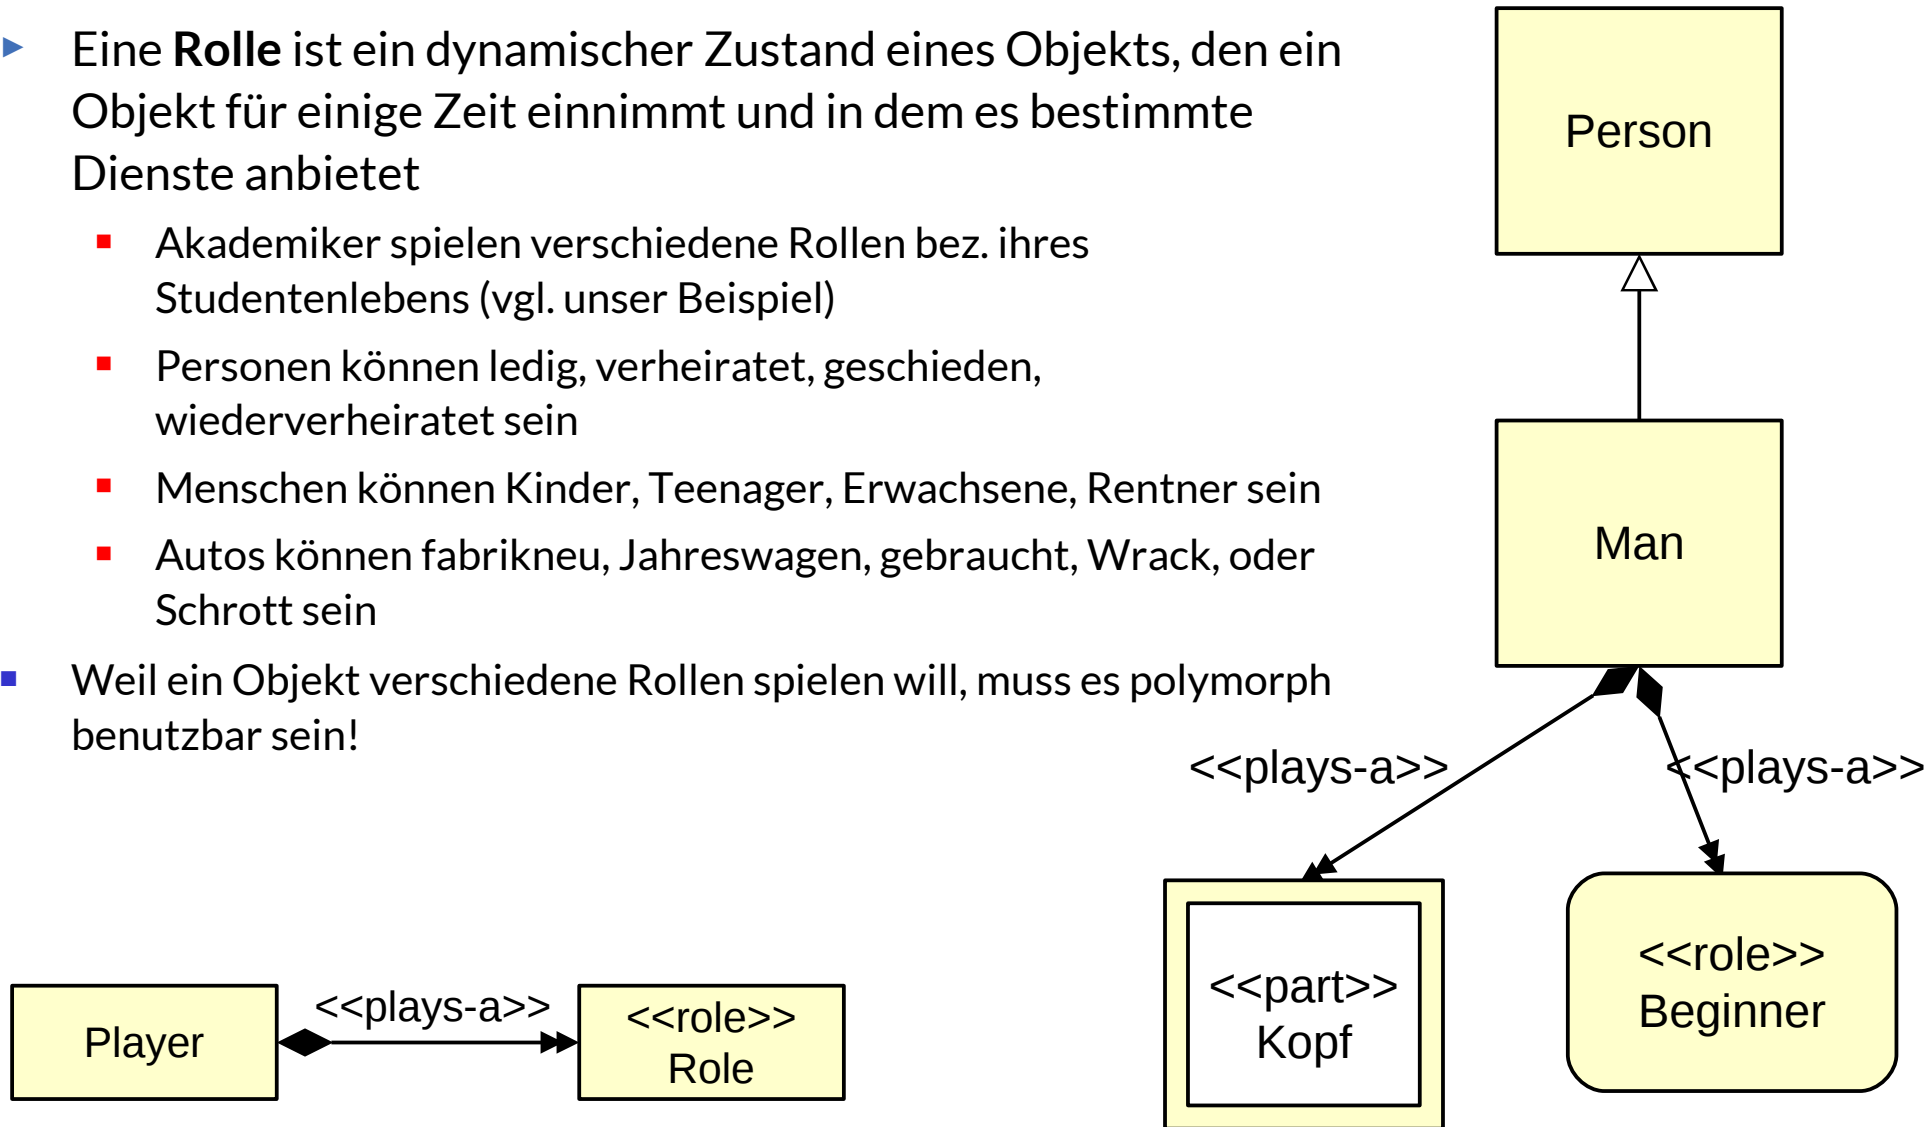 Eine Rolle ist ein dynamischer Zustand eines Objekts, den ein
Objekt für einige Zeit einnimmt und in dem es bestimmte
Dienste anbietet
Akademiker spielen verschiedene Rollen bez. ihres
Studentenlebens (vgl. unser Beispiel)
Personen können ledig, verheiratet, geschieden,
wiederverheiratet sein
Menschen können Kinder, Teenager, Erwachsene, Rentner sein
Autos können fabrikneu, Jahreswagen, gebraucht, Wrack, oder
Schrott sein
Weil ein Objekt verschiedene Rollen spielen will, muss es polymorph
benutzbar sein!
Person
Man
<<plays-a>>
<<plays-a>>
<<part>>
Kopf
<<role>>
Beginner
Player
<<plays-a>>
<<role>>
Role